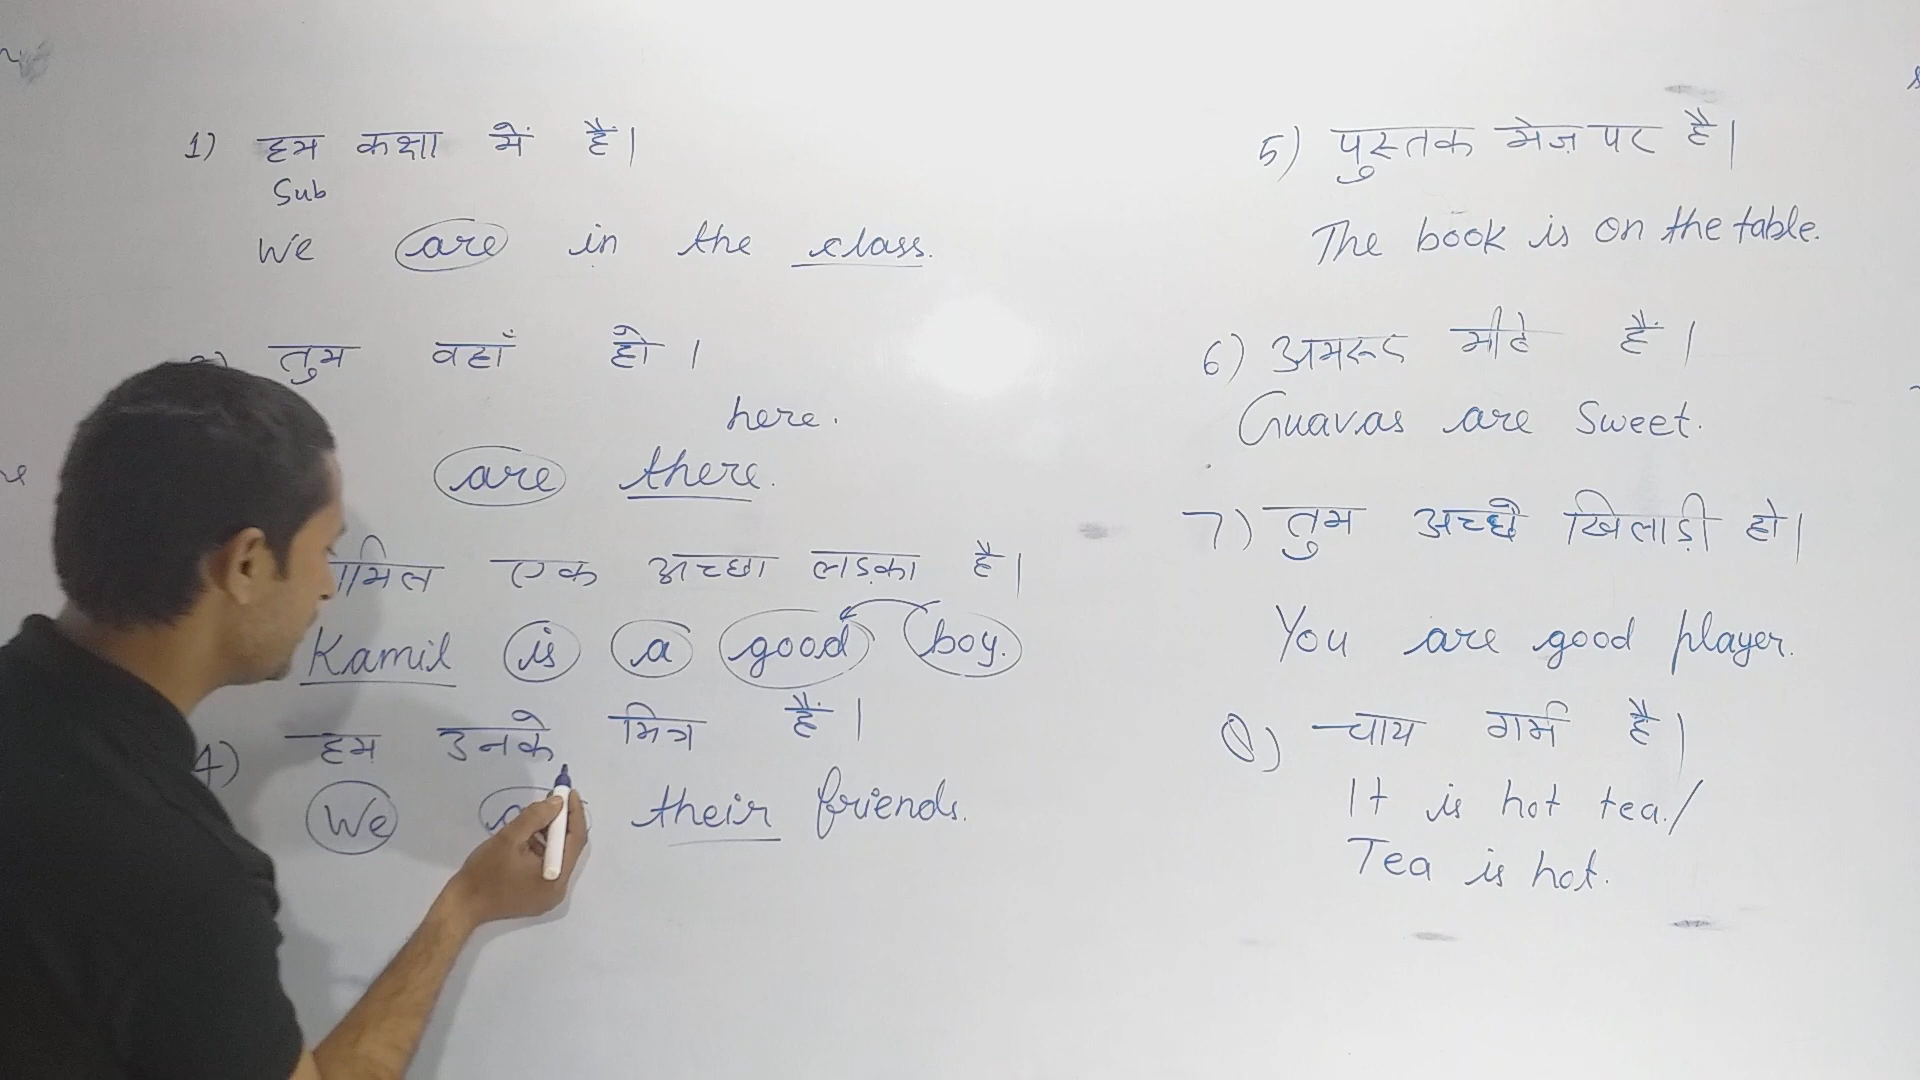 1) हम कक्षा में हैं।
Sub
We are in the class.
तुम वहाँ हो।
here.
are there.
एक अच्छा लड़का है।
Kamil is a good boy.
4) हम उनके मित्र हैं।
We their friends.
5) पुस्तक मेज़ पर है।
The book is on the table.
6) अमरूद मीठे हैं।
Guavas are Sweet.
7) तुम अच्छे खिलाड़ी हो।
You are good player.
8) चाय गर्म है।
It is hot tea./
Tea is hot.